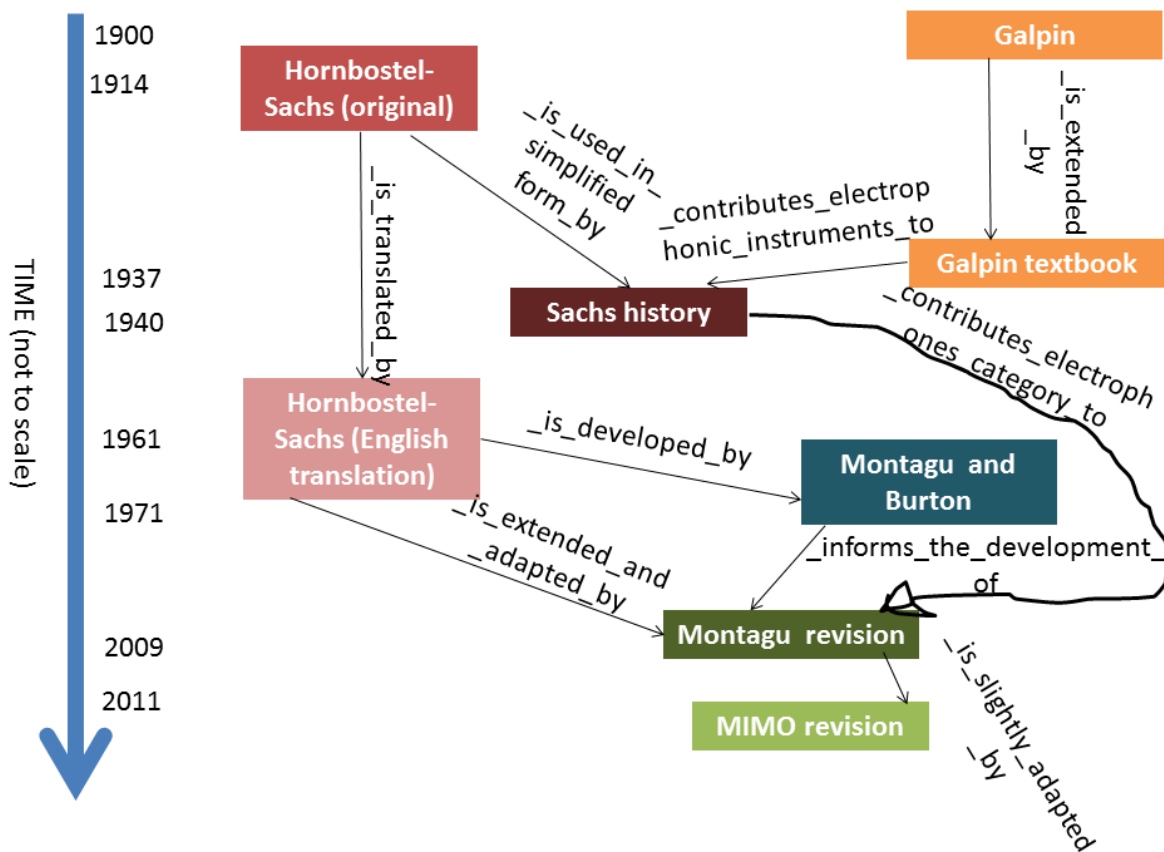 1900
1914
1937
1940
1961
1971
2009
2011
TIME (not to scale)
Hornbostel-
Sachs (original)
Galpin
_is_used_in_
simplified
form_by
_is_extended
_by
_is_translated_by
_contributes_electrop
honic_instruments_to
Galpin textbook
Sachs history
_contributes_electroph
ones_category_to
Hornbostel-
Sachs (English
translation)
_is_developed_by
Montagu and
Burton
_is_extended_and
_adapted_by
_informs_the_development_
of
Montagu revision
_is_slightly_adapted
_by
MIMO revision